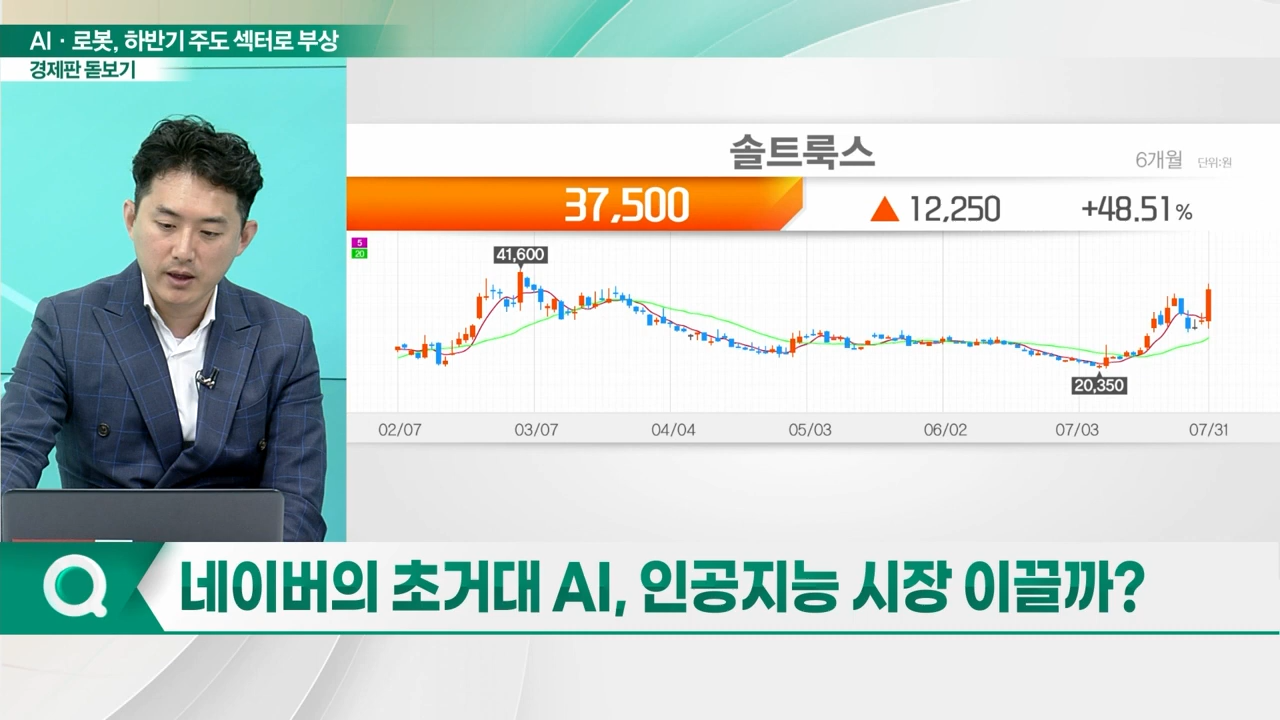 AI · 로봇, 하반기 주도 섹터로 부상
경제판 돋보기
솔트룩스
6개월 단위:원
37,500 ▲ 12,250 +48.51%
5
20
41,600
20,350
02/07 03/07 04/04 05/03 06/02 07/03 07/31
네이버의 초거대 AI, 인공지능 시장 이끌까?